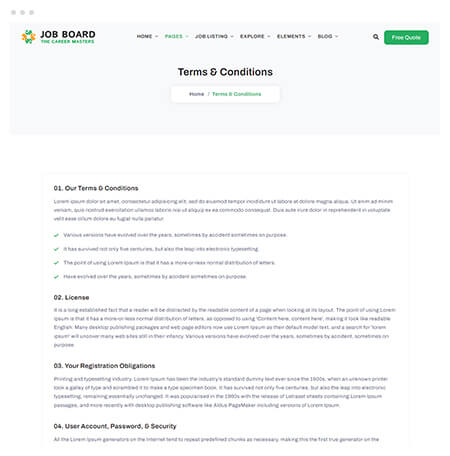 JOB BOARD
THE CAREER MASTERS
HOME PAGES JOB LISTING EXPLORE ELEMENTS BLOG
Free Quote
Terms & Conditions
Home / Terms & Conditions
01. Our Terms & Conditions
Lorem ipsum dolor sit amet, consectetur adipisicing elit, sed do eiusmod tempor incididunt ut labore et dolore magna aliqua. Ut enim ad minim
veniam, quis nostrud exercitation ullamco laboris nisi ut aliquip ex ea commodo consequat. Duis aute irure dolor in reprehenderit in voluptate
velit esse cillum dolore eu fugiat nulla pariatur.
Various versions have evolved over the years, sometimes by accident sometimes on purpose.
It has survived not only five centuries, but also the leap into electronic typesetting.
The point of using Lorem Ipsum is that it has a more-or-less normal distribution of letters.
Have evolved over the years, sometimes by accident sometimes on purpose.
02. License
It is a long established fact that a reader will be distracted by the readable content of a page when looking at its layout. The point of using Lorem
Ipsum is that it has a more-or-less normal distribution of letters, as opposed to using 'Content here, content here', making it look like readable
English. Many desktop publishing packages and web page editors now use Lorem Ipsum as their default model text, and a search for 'lorem
ipsum' will uncover many web sites still in their infancy. Various versions have evolved over the years, sometimes by accident, sometimes on
purpose
03. Your Registration Obligations
Printing and typesetting industry. Lorem Ipsum has been the industry's standard dummy text ever since the 1500s, when an unknown printer
took a galley of type and scrambled it to make a type specimen book. It has survived not only five centuries, but also the leap into electronic
typesetting, remaining essentially unchanged. It was popularised in the 1960s with the release of Letraset sheets containing Lorem Ipsum
passages, and more recently with desktop publishing software like Aldus PageMaker including versions of Lorem Ipsum.
04. User Account, Password, & Security
All the Lorem Ipsum generators on the Internet tend to repeat predefined chunks as necessary, making this the first true generator on the